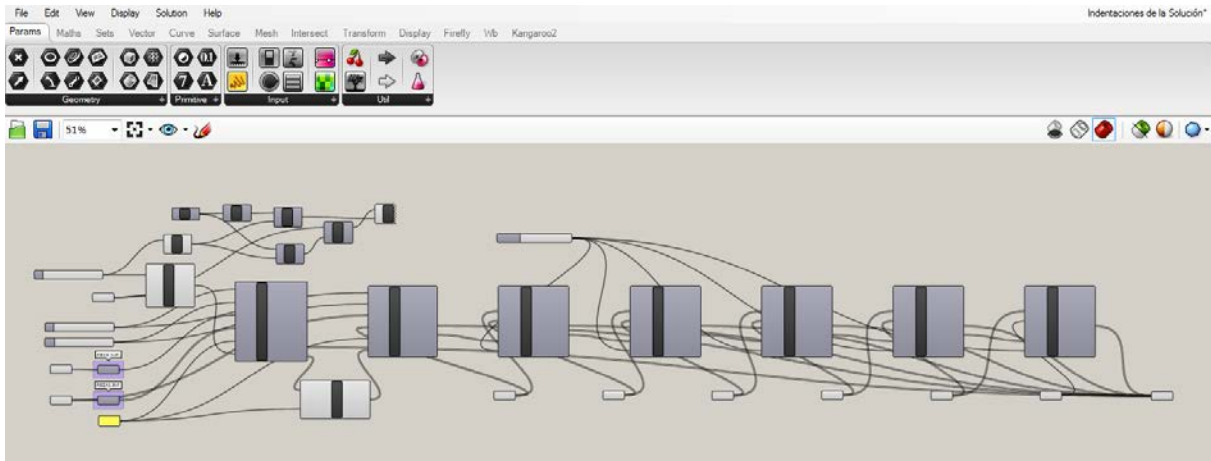 File Edit View Display Solution Help
Indentaciones de la Solución*
Params Maths Sets Vector Curve Surface Mesh Intersect Transform Display Firefly Wb Kangaroo2
Geometry + Primitive + Input + Util +
51%